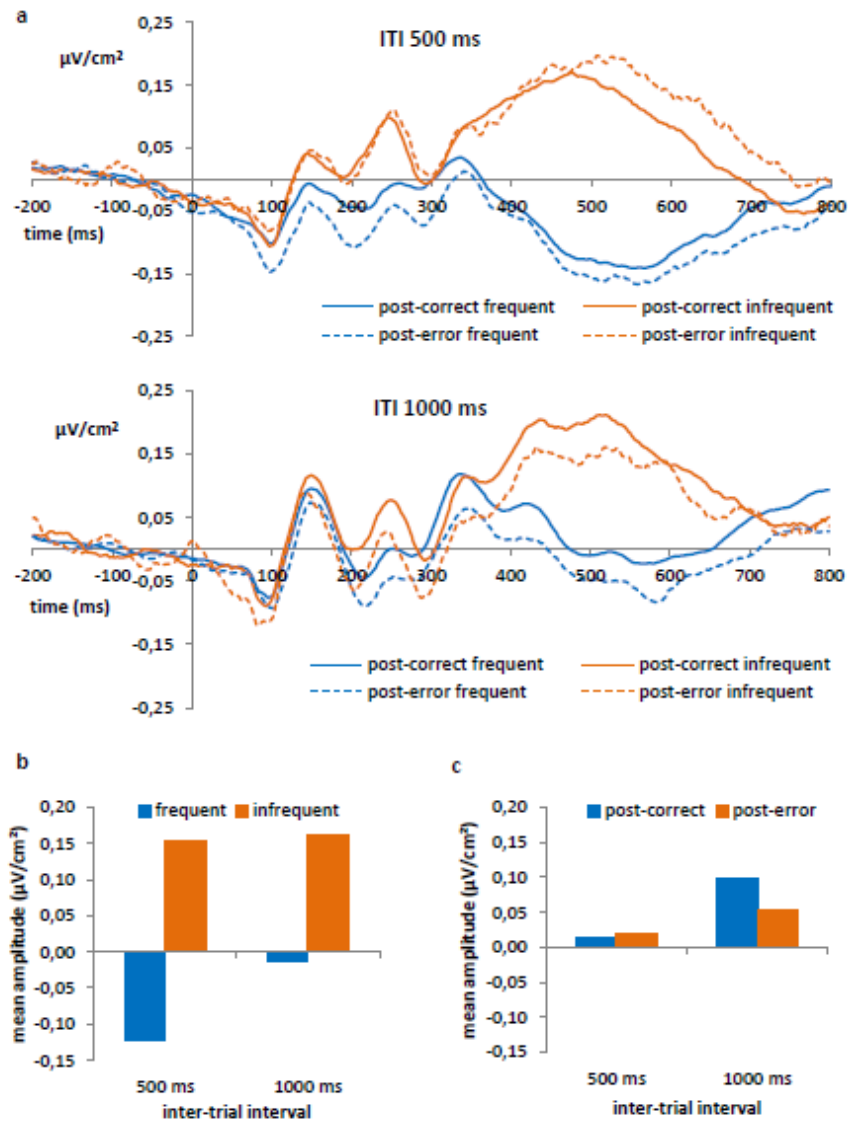 a
ITI 500 ms
µV/cm²
0,25
0,15
0,05
-0,05
-0,15
-0,25
-200 -100 0 100 200 300 400 500 600 700 800
time (ms)
post-correct frequent post-correct infrequent
post-error frequent post-error infrequent
ITI 1000 ms
µV/cm²
0,25
0,15
0,05
-0,05
-0,15
-0,25
-200 -100 0 100 200 300 400 500 600 700 800
time (ms)
post-correct frequent post-correct infrequent
post-error frequent post-error infrequent
b
frequent infrequent
mean amplitude (µV/cm²)
0,20
0,15
0,10
0,05
0,00
-0,05
-0,10
-0,15
500 ms 1000 ms
inter-trial interval
c
post-correct post-error
mean amplitude (µV/cm²)
0,20
0,15
0,10
0,05
0,00
-0,05
-0,10
-0,15
500 ms 1000 ms
inter-trial interval